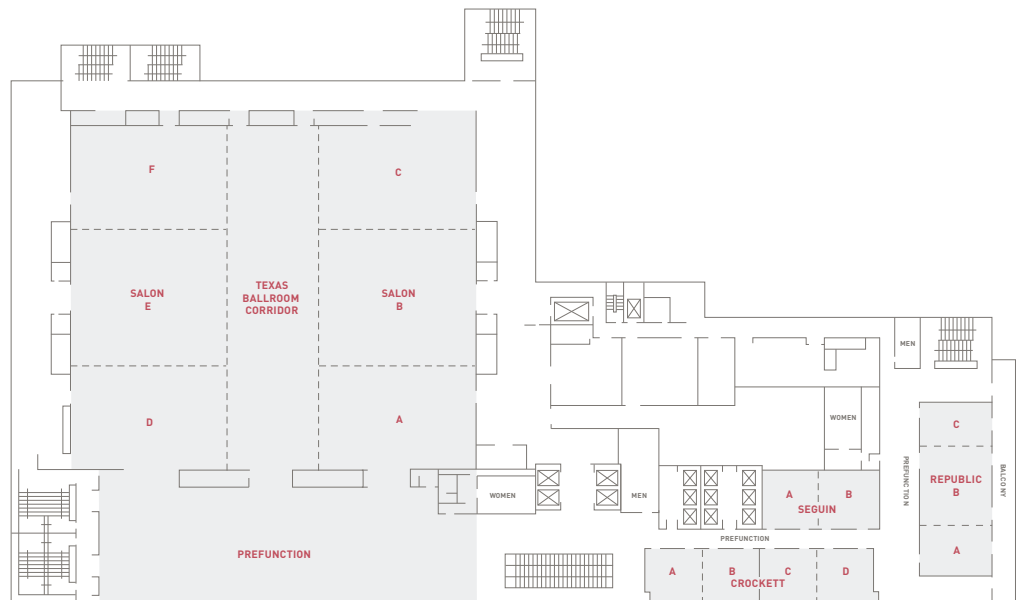 F
C
SALON
E
TEXAS
BALLROOM
CORRIDOR
SALON
B
D
A
PREFUNCTION
WOMEN
MEN
MEN
WOMEN
PREFUNCTION
BALCONY
C
REPUBLIC
B
A
A
B
SEGUIN
PREFUNCTION
A
B
C
D
CROCKETT